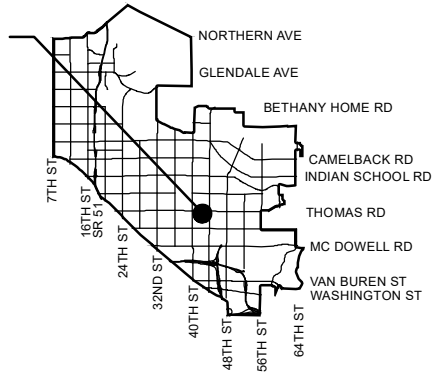 NORTHERN AVE
GLENDALE AVE
BETHANY HOME RD
CAMELBACK RD
INDIAN SCHOOL RD
THOMAS RD
MC DOWELL RD
VAN BUREN ST
WASHINGTON ST
7TH ST
16TH ST
SR 51
24TH ST
32ND ST
40TH ST
48TH ST
56TH ST
64TH ST